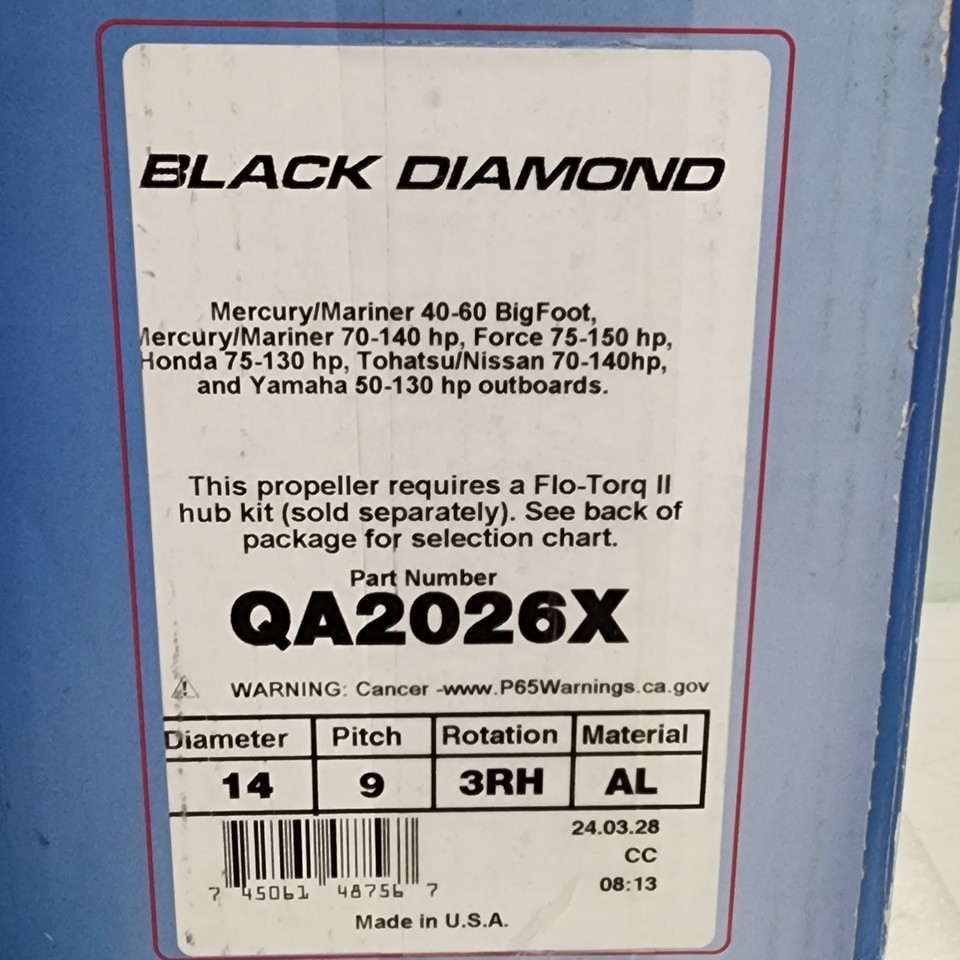 BLACK DIAMOND
Mercury/Mariner 40-60 BigFoot,
Mercury/Mariner 70-140 hp, Force 75-150 hp,
Honda 75-130 hp, Tohatsu/Nissan 70-140hp,
and Yamaha 50-130 hp outboards.
This propeller requires a Flo-Torq II
hub kit (sold separately). See back of
package for selection chart.
Part Number
QA2026X
WARNING: Cancer -www.P65Warnings.ca.gov
Diameter Pitch Rotation Material
14 9 3RH AL
24.03.28
CC
08:13
7 45061 48756 7
Made in U.S.A.